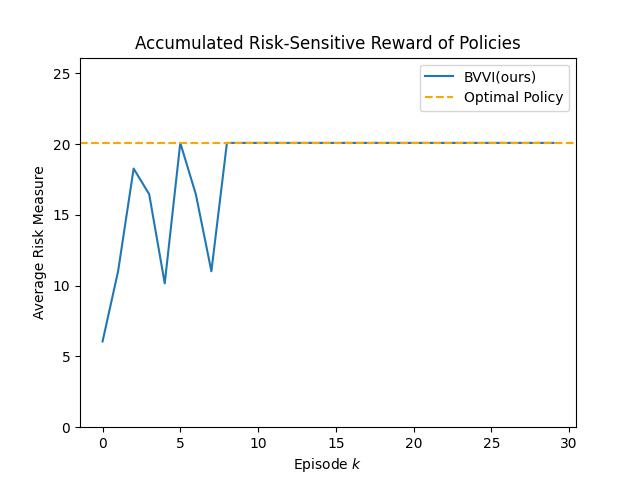 Accumulated Risk-Sensitive Reward of Policies
BVVI(ours)
Optimal Policy
Average Risk Measure
25
20
15
10
5
0
0 5 10 15 20 25 30
Episode k